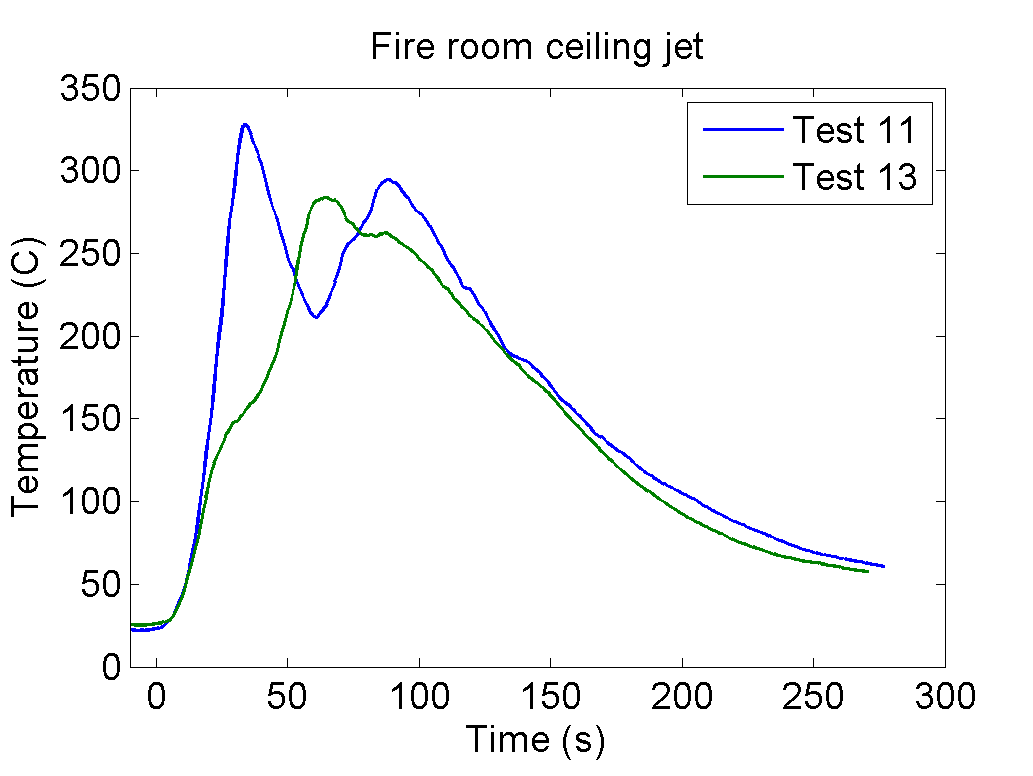 Fire room ceiling jet
350
300
250
200
150
100
50
0
Temperature (C)
Test 11
Test 13
0 50 100 150 200 250 300
Time (s)